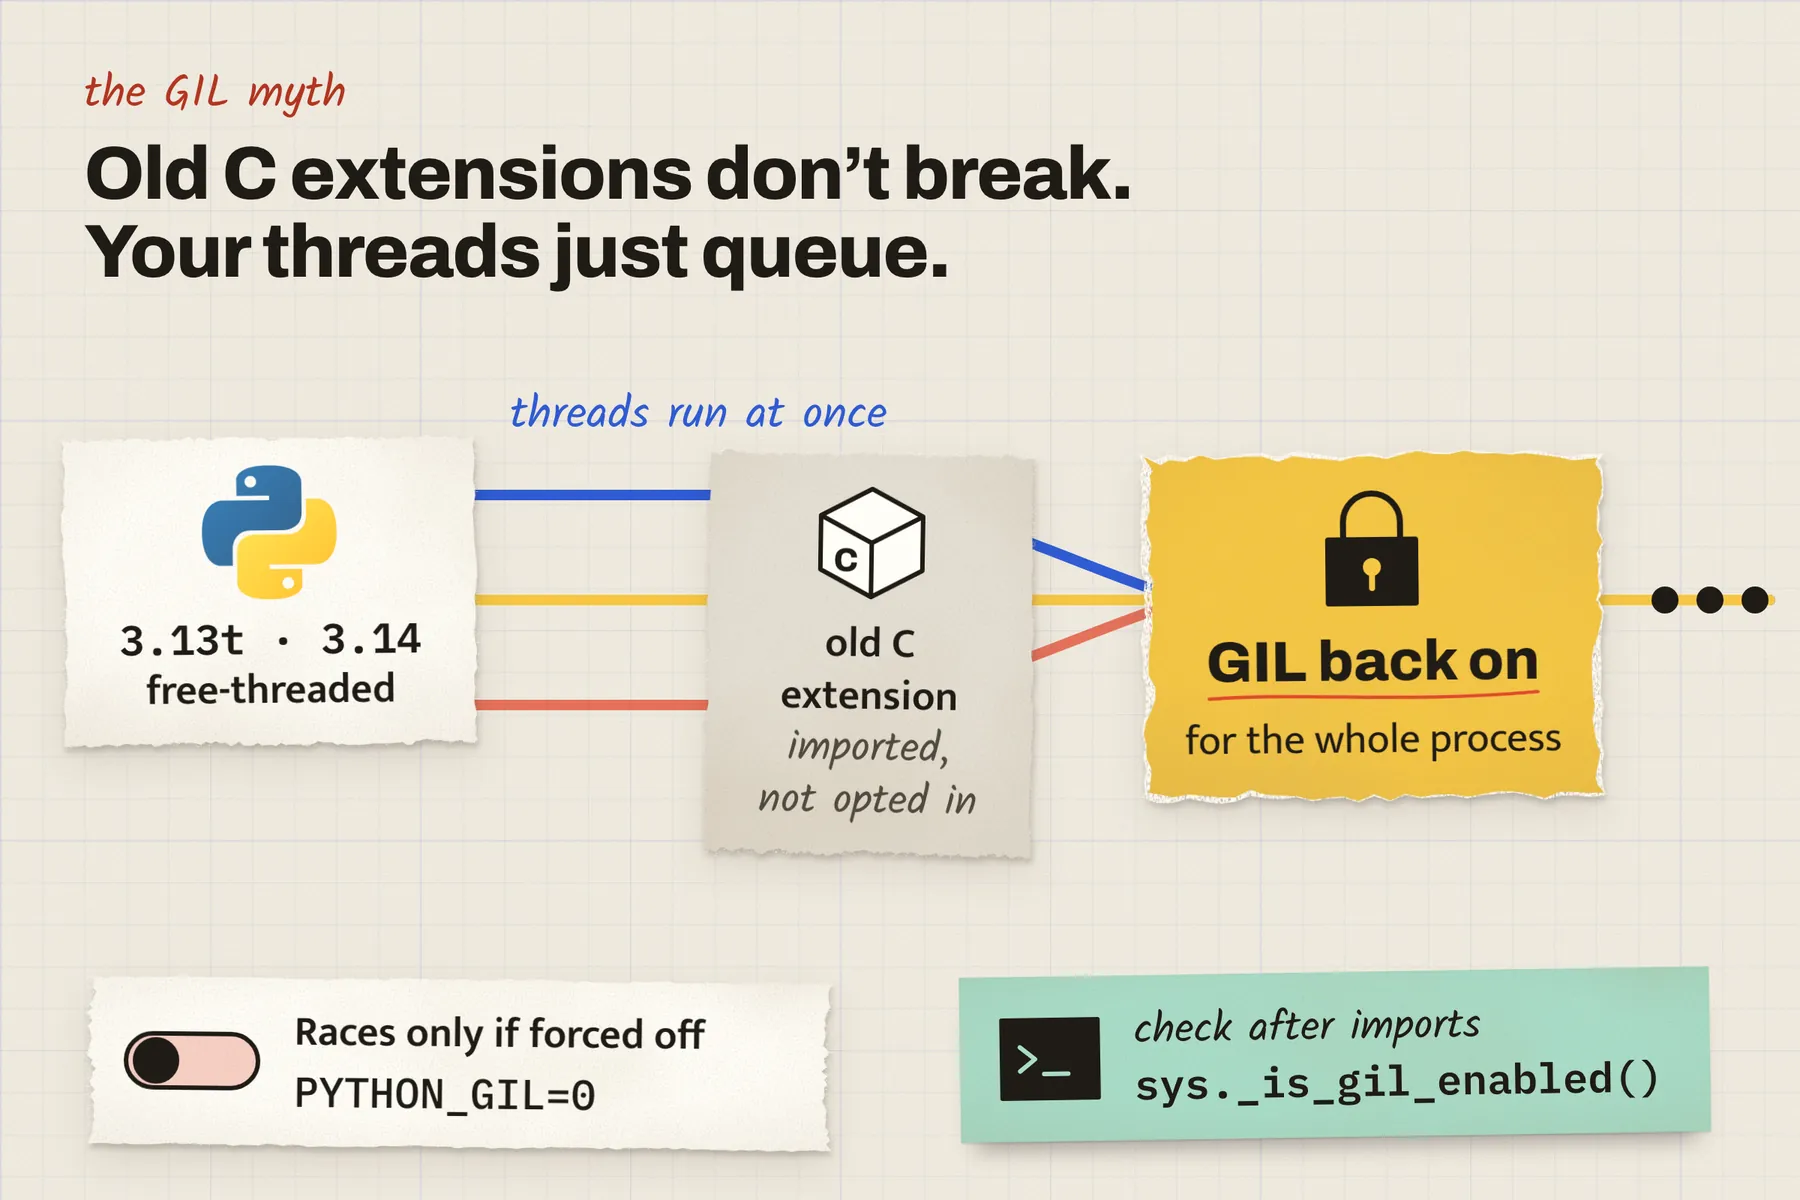 the GIL myth
Old C extensions don’t break.
Your threads just queue.
threads run at once
3.13t · 3.14
free-threaded
C
old C
extension
imported,
not opted in
GIL back on
for the whole process
Races only if forced off
PYTHON_GIL=0
>_
check after imports
sys._is_gil_enabled()